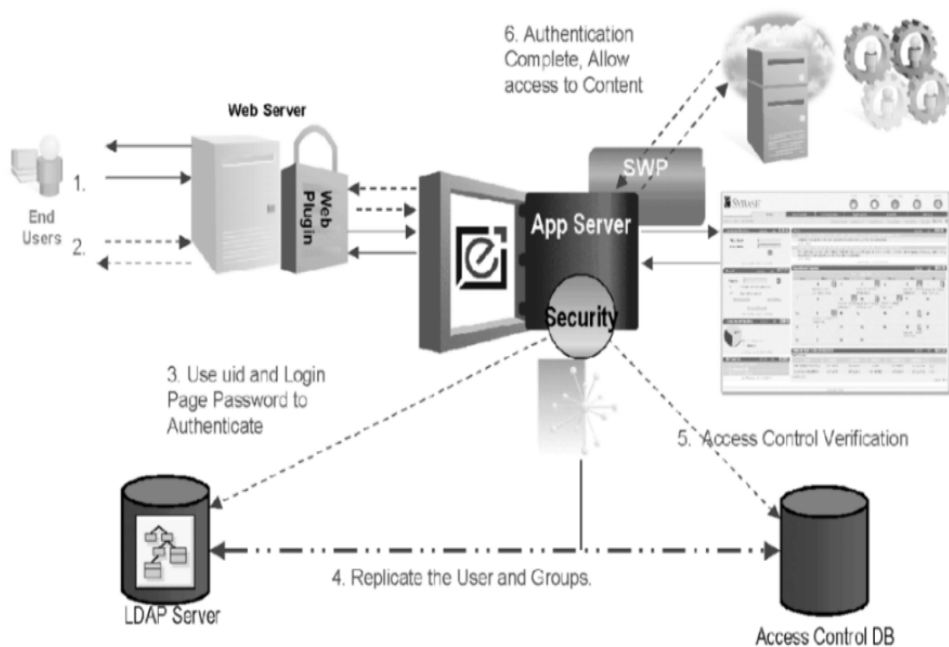 6. Authentication
Complete, Allow
access to Content
Web Server
SWP
1.
Web
Plugin
App Server
End
Users
2.
SYBASE
Security
3. Use uid and Login
Page Password to
Authenticate
5. Access Control Verification
4. Replicate the User and Groups.
LDAP Server
Access Control DB